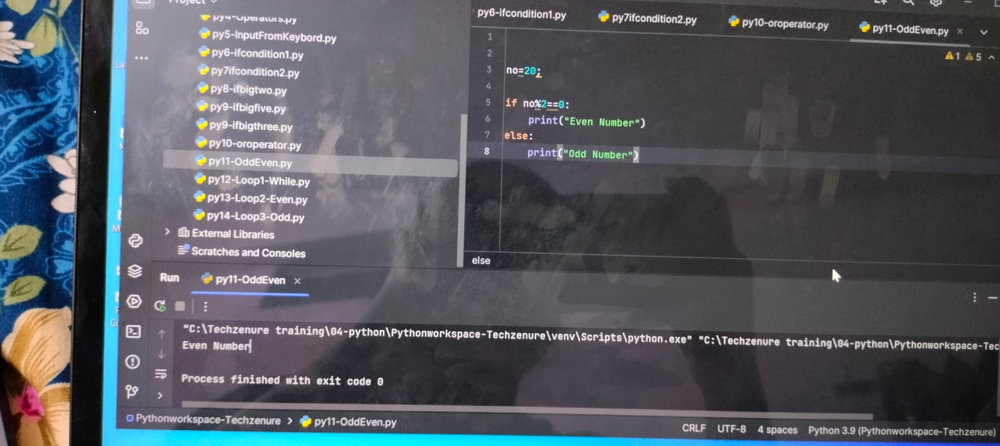 Project
py4-Operators.py
py5-InputFromKeybord.py
py6-ifcondition1.py
py7ifcondition2.py
py8-ifbigtwo.py
py9-ifbigfive.py
py9-ifbigthree.py
py10-oroperator.py
py11-OddEven.py
py12-Loop1-While.py
py13-Loop2-Even.py
py14-Loop3-Odd.py
External Libraries
Scratches and Consoles
py6-ifcondition1.py py7ifcondition2.py py10-oroperator.py py11-OddEven.py
1 5
1
2
3 no=20;
4
5 if no%2==0:
6 print("Even Number")
7 else:
8 print("Odd Number")
else
Run py11-OddEven
"C:\Techzenure training\04-python\Pythonworkspace-Techzenure\venv\Scripts\python.exe" "C:\Techzenure training\04-python\Pythonworkspace-Tec
Even Number
Process finished with exit code 0
Pythonworkspace-Techzenure > py11-OddEven.py
CRLF UTF-8 4 spaces Python 3.9 (Pythonworkspace-Techzenure)